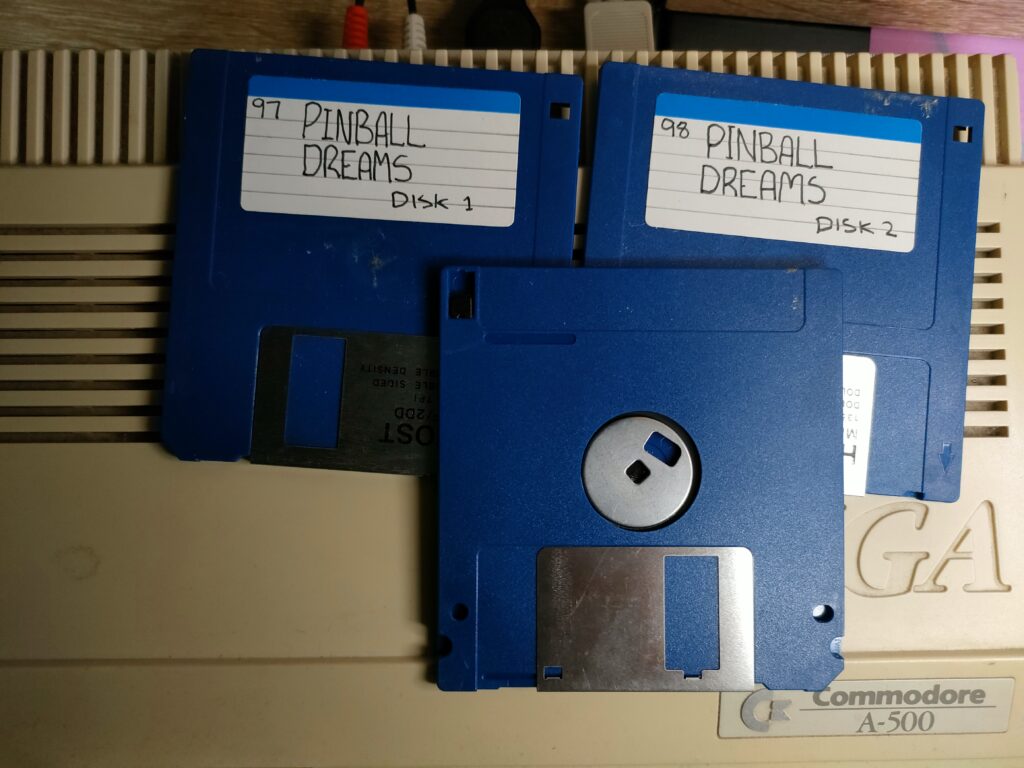 97 PINBALL
DREAMS
DISK 1
98 PINBALL
DREAMS
DISK 2
GA
Commodore
A-500